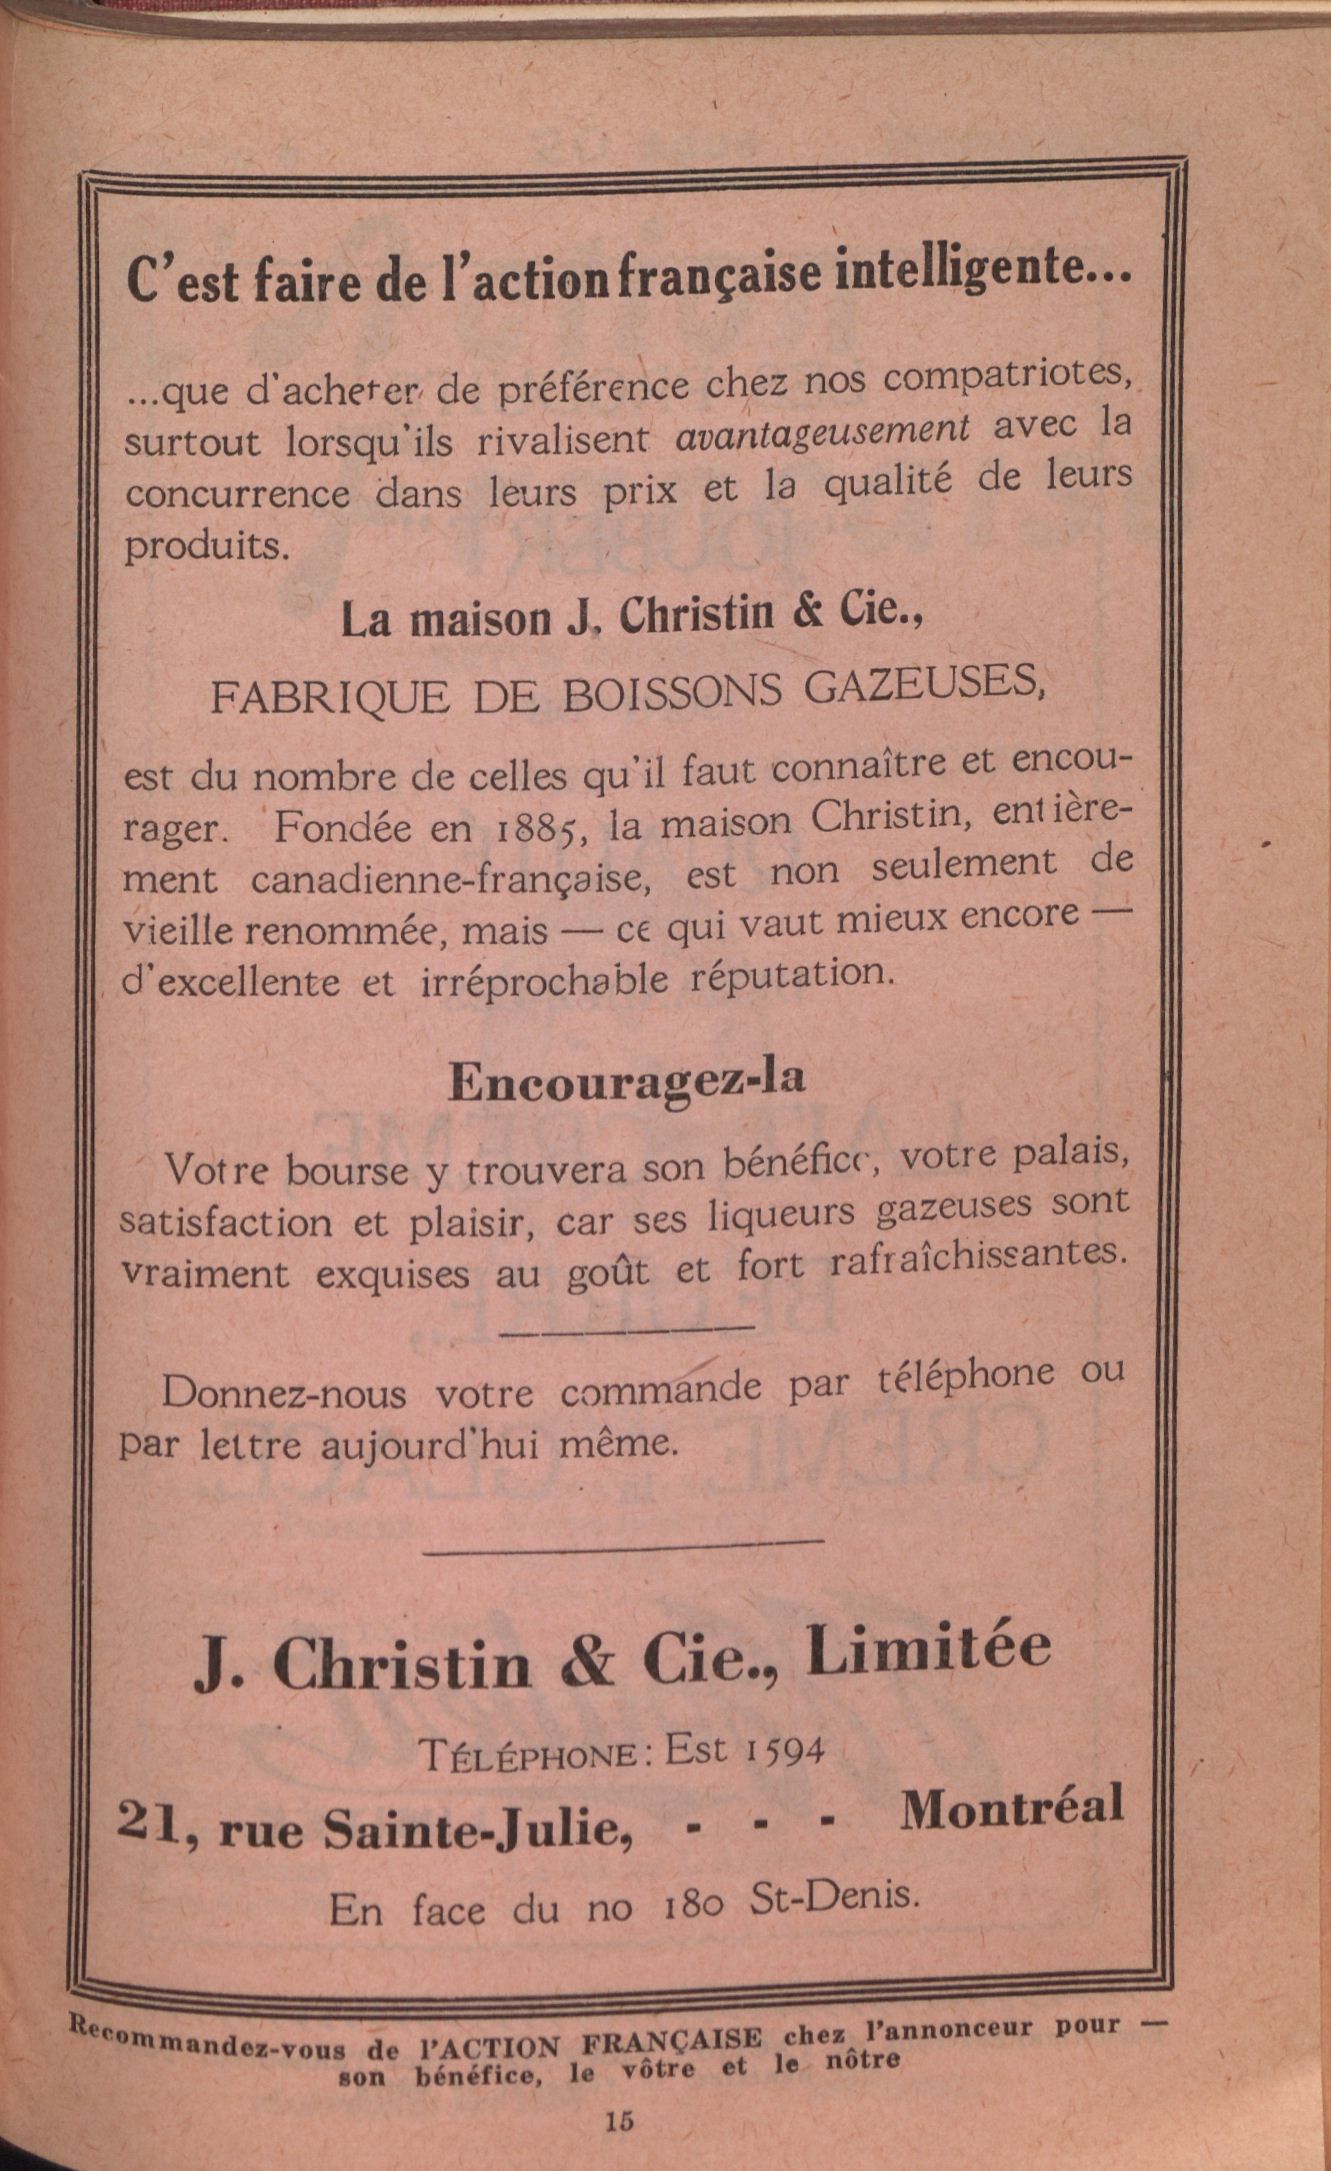 C'est faire de l'action française intelligente...
...que d'acheter de préférence chez nos compatriotes,
surtout lorsqu'ils rivalisent avantageusement avec la
concurrence dans leurs prix et la qualité de leurs
produits.
La maison J. Christin & Cie.,
FABRIQUE DE BOISSONS GAZEUSES,
est du nombre de celles qu'il faut connaître et encou-
rager. Fondée en 1885, la maison Christin, entière-
ment canadienne-française, est non seulement de
vieille renommée, mais — ce qui vaut mieux encore —
d'excellente et irréprochable réputation.
Encouragez-la
Votre bourse y trouvera son bénéfice, votre palais,
satisfaction et plaisir, car ses liqueurs gazeuses sont
vraiment exquises au goût et fort rafraîchissantes.
Donnez-nous votre commande par téléphone ou
par lettre aujourd'hui même.
J. Christin & Cie., Limitée
TÉLÉPHONE: Est 1594
21, rue Sainte-Julie, - - - Montréal
En face du no 180 St-Denis.
Recommandez-vous de l'ACTION FRANÇAISE chez l'annonceur pour —
son bénéfice, le vôtre et le nôtre
15